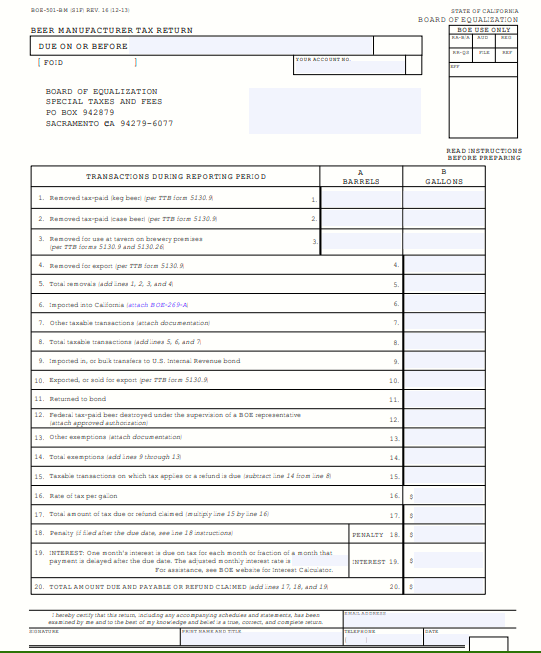 BOE-501-BM (S1F) REV. 16 (12-13)
STATE OF CALIFORNIA
BOARD OF EQUALIZATION
BEER MANUFACTURER TAX RETURN
BOE USE ONLY
RA-B/A AUD REG
RR-QS FILE REF
EFF
DUE ON OR BEFORE
[ FOID ]
YOUR ACCOUNT NO.
BOARD OF EQUALIZATION
SPECIAL TAXES AND FEES
PO BOX 942879
SACRAMENTO CA 94279-6077
READ INSTRUCTIONS
BEFORE PREPARING
TRANSACTIONS DURING REPORTING PERIOD
A
BARRELS
B
GALLONS
1. Removed tax-paid (keg beer) (per TTB form 5130.9) 1.
2. Removed tax-paid (case beer) (per TTB form 5130.9) 2.
3. Removed for use at tavern on brewery premises
(per TTB forms 5130.9 and 5130.26) 3.
4. Removed for export (per TTB form 5130.9) 4.
5. Total removals (add lines 1, 2, 3, and 4) 5.
6. Imported into California (attach BOE-269-A) 6.
7. Other taxable transactions (attach documentation) 7.
8. Total taxable transactions (add lines 5, 6, and 7) 8.
9. Imported in, or bulk transfers to U.S. Internal Revenue bond 9.
10. Exported, or sold for export (per TTB form 5130.9) 10.
11. Returned to bond 11.
12. Federal tax-paid beer destroyed under the supervision of a BOE representative
(attach approved authorization) 12.
13. Other exemptions (attach documentation) 13.
14. Total exemptions (add lines 9 through 13) 14.
15. Taxable transactions on which tax applies or a refund is due (subtract line 14 from line 8) 15.
16. Rate of tax per gallon 16. $
17. Total amount of tax due or refund claimed (multiply line 15 by line 16) 17. $
18. Penalty (if filed after the due date, see line 18 instructions) PENALTY 18. $
19. INTEREST: One month's interest is due on tax for each month or fraction of a month that
payment is delayed after the due date. The adjusted monthly interest rate is
For assistance, see BOE website for Interest Calculator. INTEREST 19. $
20. TOTAL AMOUNT DUE AND PAYABLE OR REFUND CLAIMED (add lines 17, 18, and 19) 20. $
I hereby certify that this return, including any accompanying schedules and statements, has been
examined by me and to the best of my knowledge and belief is a true, correct, and complete return.
EMAIL ADDRESS
SIGNATURE PRINT NAME AND TITLE TELEPHONE DATE
( )